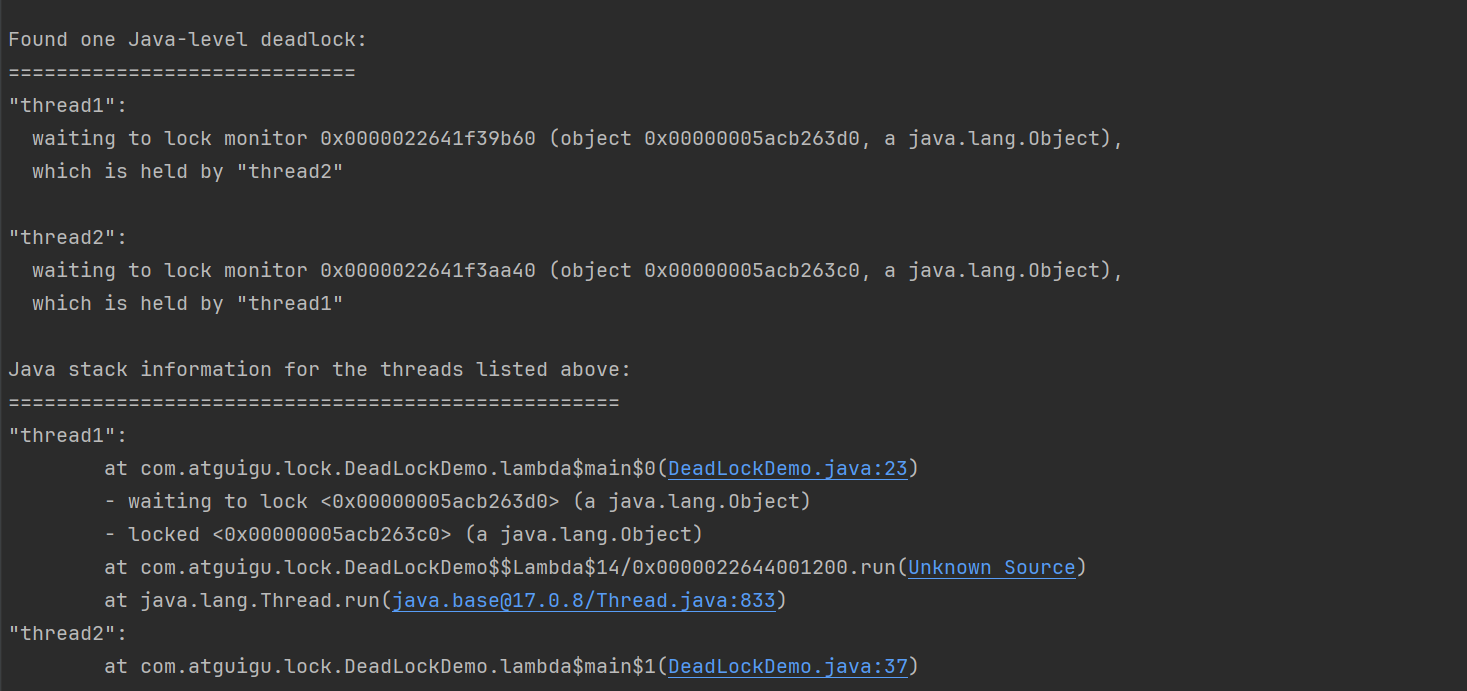 Found one Java-level deadlock:
=============================
"thread1":
  waiting to lock monitor 0x0000022641f39b60 (object 0x00000005acb263d0, a java.lang.Object),
  which is held by "thread2"

"thread2":
  waiting to lock monitor 0x0000022641f3aa40 (object 0x00000005acb263c0, a java.lang.Object),
  which is held by "thread1"

Java stack information for the threads listed above:
===================================================
"thread1":
        at com.atguigu.lock.DeadLockDemo.lambda$main$0(DeadLockDemo.java:23)
        - waiting to lock <0x00000005acb263d0> (a java.lang.Object)
        - locked <0x00000005acb263c0> (a java.lang.Object)
        at com.atguigu.lock.DeadLockDemo$$Lambda$14/0x0000022644001200.run(Unknown Source)
        at java.lang.Thread.run(java.base@17.0.8/Thread.java:833)
"thread2":
        at com.atguigu.lock.DeadLockDemo.lambda$main$1(DeadLockDemo.java:37)